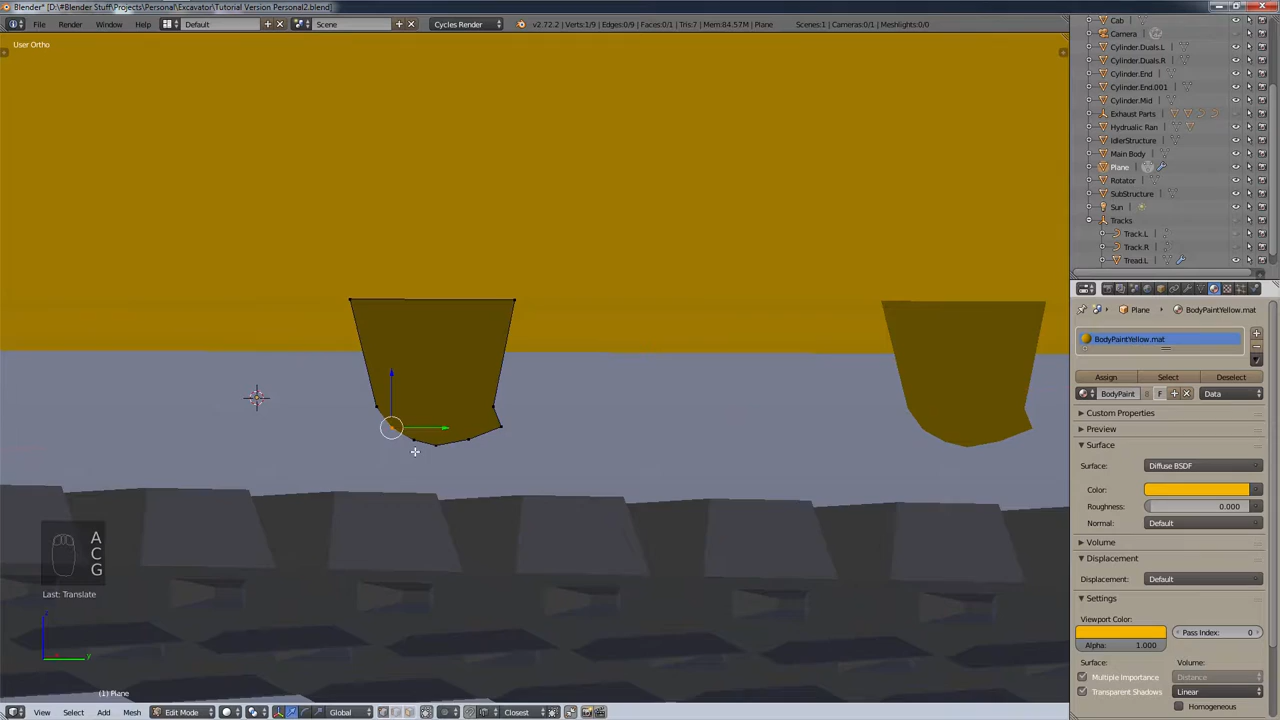 Blender* [D:\Blender Stuff\Projects\Personal\Excavator\Tutorial Version Personal2.blend]
File Render Window Help Default Scene Cycles Render v2.72.2 | Verts:1/9 | Edges:0/9 | Faces:0/1 | Tris:7 | Mem:84.57M | Plane Scenes:1 | Cameras:0/1 | Meshlights:0/0
User Ortho
Cab
Camera
Cylinder.Duals.L
Cylinder.Duals.R
Cylinder.End
Cylinder.End.001
Cylinder.Mid
Exhaust Parts
Hydrualic Ran
IdlerStructure
Main Body
Plane
Rotator
SubStructure
Sun
Tracks
Track.L
Track.R
Tread.L
Plane BodyPaintYellow.mat
BodyPaintYellow.mat
Assign Select Deselect
BodyPaint 8 F Data
Custom Properties
Preview
Surface
Surface: Diffuse BSDF
Color:
Roughness: 0.000
Normal: Default
Volume
Displacement
Displacement: Default
Settings
Viewport Color:
Pass Index: 0
Alpha: 1.000
Surface: Volume:
Multiple Importance Distance
Transparent Shadows Linear
Homogeneous
A
C
G
Last: Translate
y
(1) Plane
View Select Add Mesh Edit Mode Global Closest